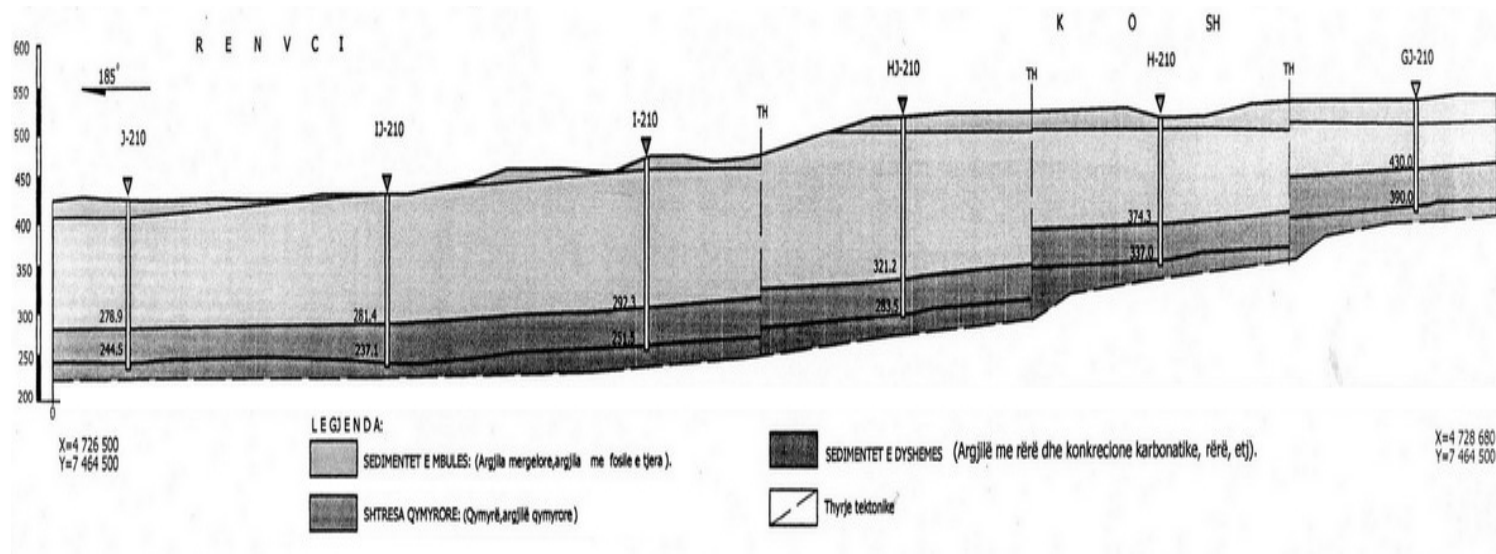 R E N V C I
K O SH
600
550
500
450
400
350
300
250
200
185°
J-210
IJ-210
I-210
TH
HJ-210
TH
H-210
TH
GJ-210
278.9
244.5
281.4
237.1
292.3
251.5
321.2
283.5
374.3
337.0
430.0
390.0
0
X=4 726 500
Y=7 464 500
X=4 728 680
Y=7 464 500
LEGJENDA:
SEDIMENTET E MBULES: (Argjila mergelore,argjila me fosile e tjera ).
SHTRESA QYMYRORE: (Qymyrë,argjilë qymyrore)
SEDIMENTET E DYSHEMES (Argjilë me rërë dhe konkrecione karbonatike, rërë, etj).
Thyrje tektonike